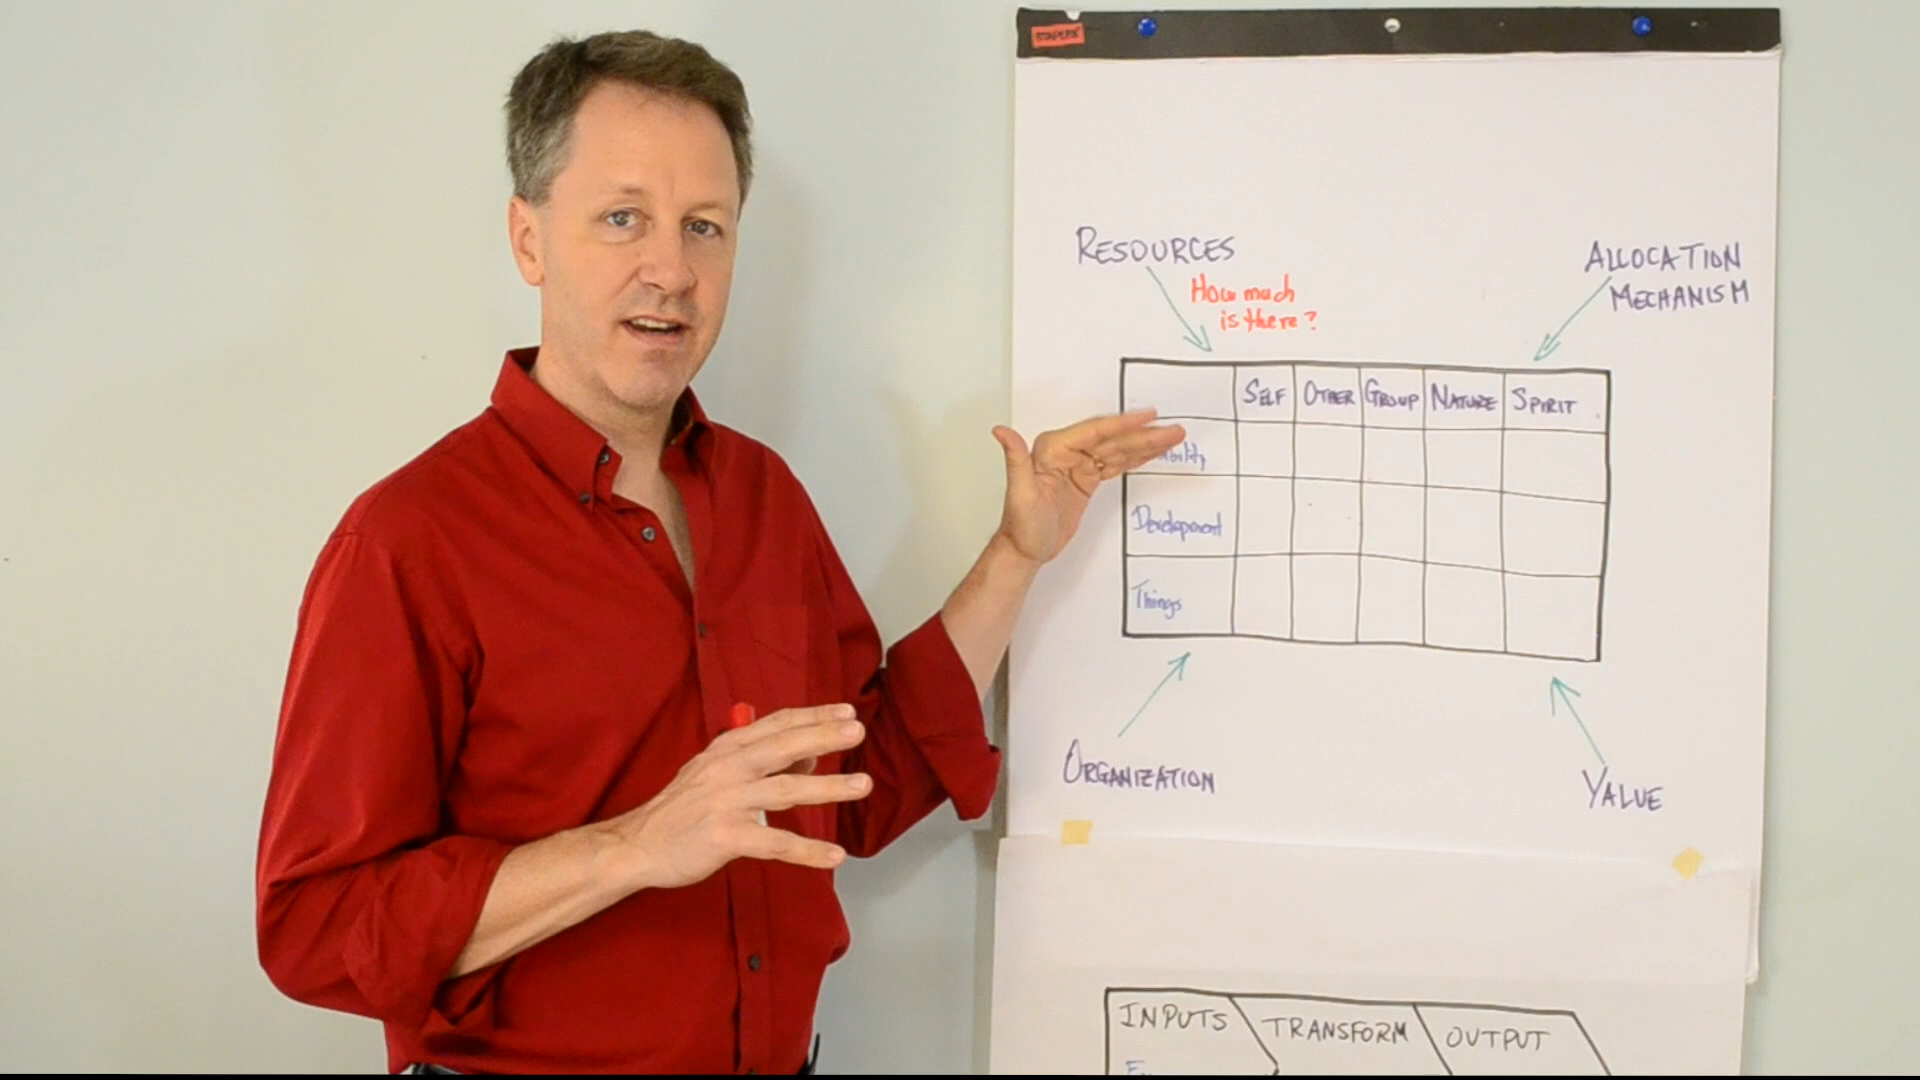 STAPLES
RESOURCES
How much
is there?
ALLOCATION
MECHANISM
SELF OTHER GROUP NATURE SPIRIT
Development
Things
ORGANIZATION
VALUE
INPUTS TRANSFORM OUTPUT